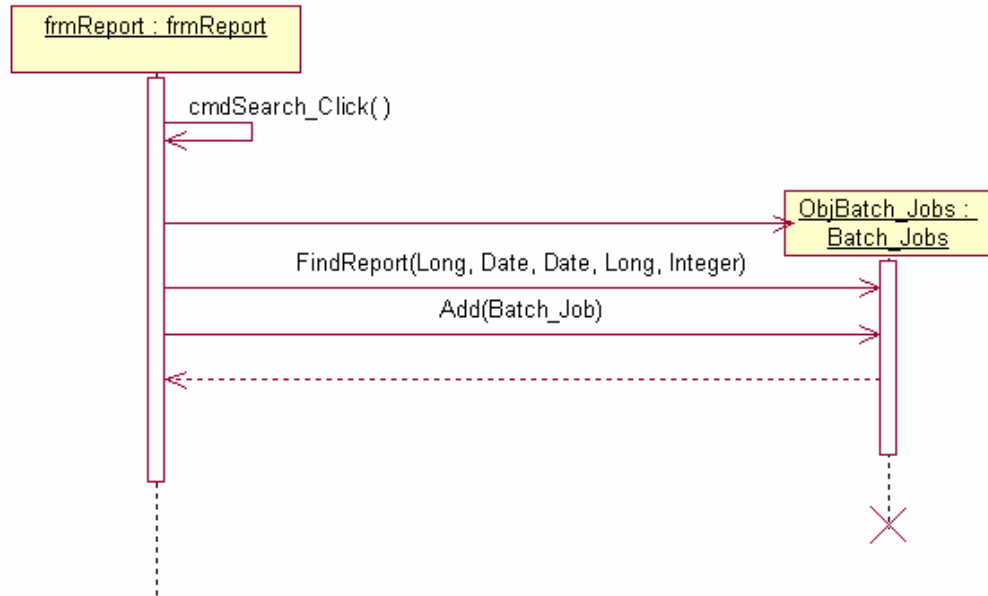 frmReport : frmReport
cmdSearch_Click( )
ObjBatch_Jobs :
Batch_Jobs
FindReport(Long, Date, Date, Long, Integer)
Add(Batch_Job)